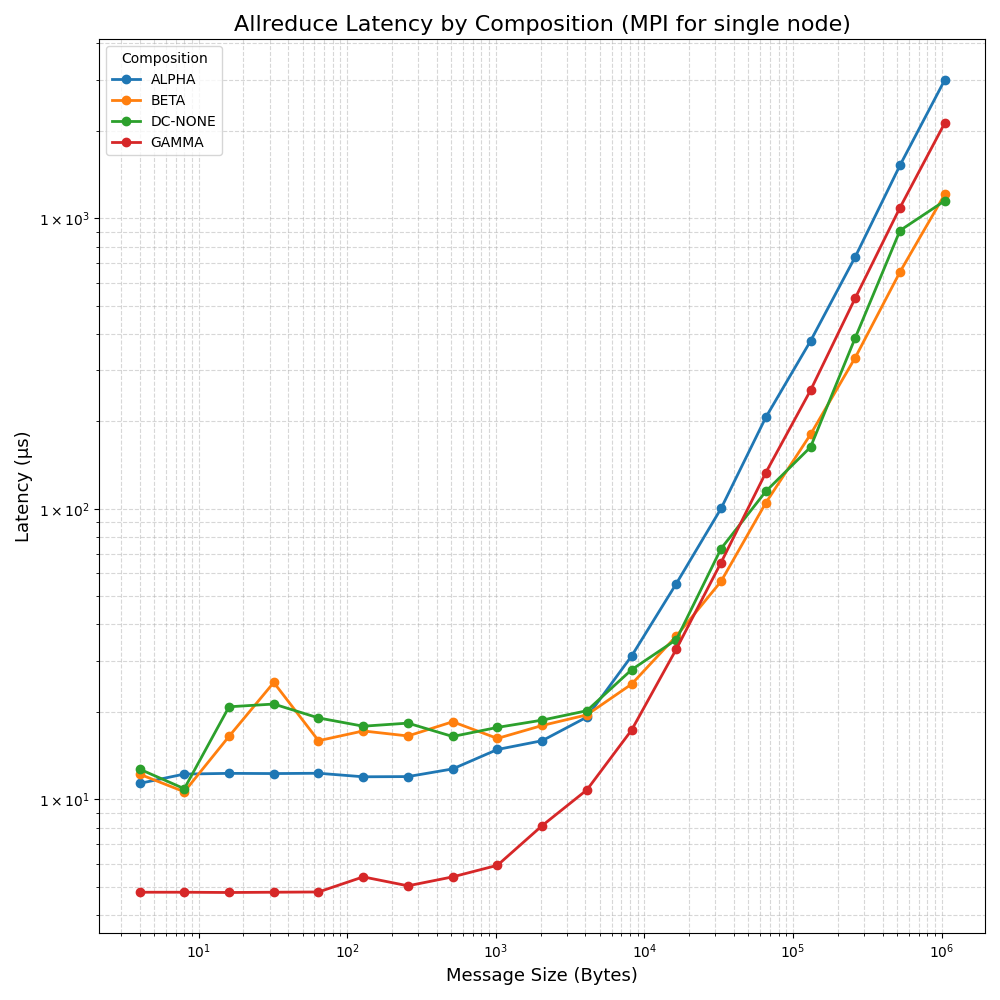 Allreduce Latency by Composition (MPI for single node)
Composition
ALPHA
BETA
DC-NONE
GAMMA
Latency (μs)
1 × 10³
1 × 10²
1 × 10¹
10¹ 10² 10³ 10⁴ 10⁵ 10⁶
Message Size (Bytes)